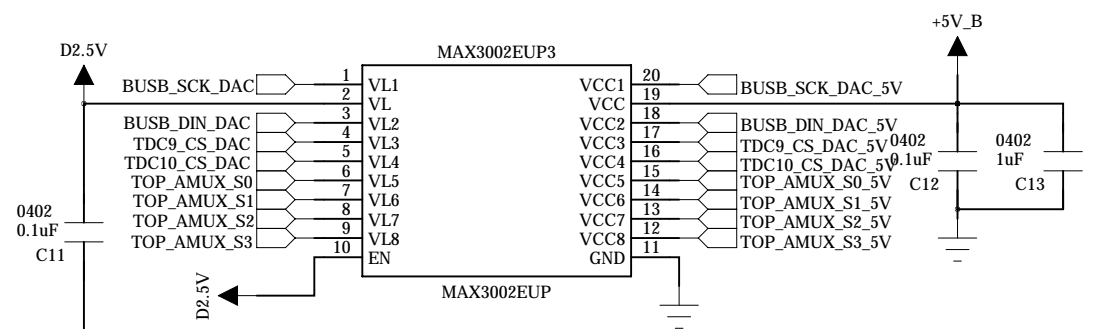 +5V_B
D2.5V
MAX3002EUP3
BUSB_SCK_DAC 1 VL1 VCC1 20 BUSB_SCK_DAC_5V
2 VL VCC 19
BUSB_DIN_DAC 3 VL2 VCC2 18 BUSB_DIN_DAC_5V
TDC9_CS_DAC 4 VL3 VCC3 17 TDC9_CS_DAC_5V
TDC10_CS_DAC 5 VL4 VCC4 16 TDC10_CS_DAC_5V
TOP_AMUX_S0 6 VL5 VCC5 15 TOP_AMUX_S0_5V
TOP_AMUX_S1 7 VL6 VCC6 14 TOP_AMUX_S1_5V
TOP_AMUX_S2 8 VL7 VCC7 13 TOP_AMUX_S2_5V
TOP_AMUX_S3 9 VL8 VCC8 12 TOP_AMUX_S3_5V
10 EN GND 11
MAX3002EUP
0402
0.1uF
C11
D2.5V
0402
0.1uF
C12
0402
1uF
C13